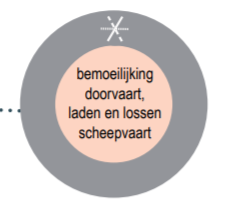 bemoeilijking
doorvaart,
laden en lossen
scheepvaart